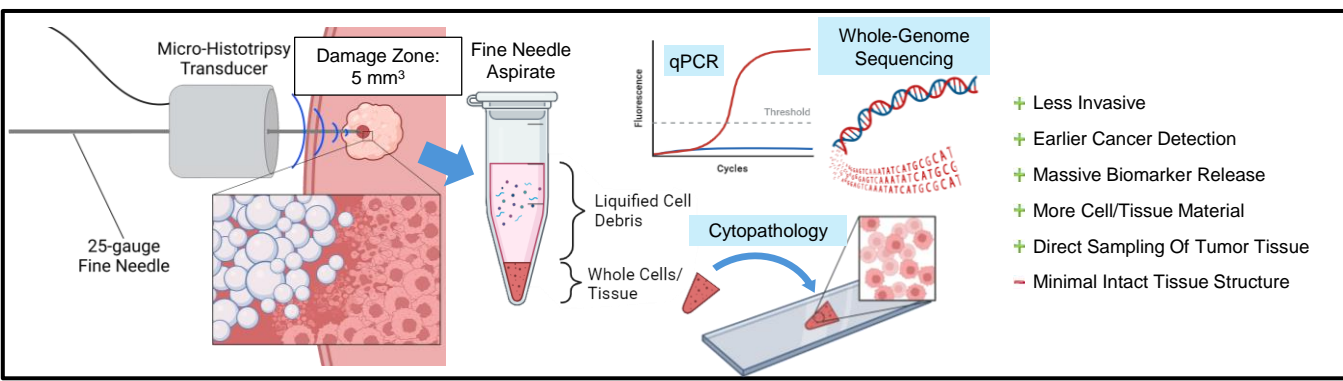 Micro-Histotripsy
Transducer
Damage Zone:
5 mm³
25-gauge
Fine Needle
Fine Needle
Aspirate
Liquified Cell
Debris
Whole Cells/
Tissue
qPCR
Fluorescence
Threshold
Cycles
Whole-Genome
Sequencing
Cytopathology
+ Less Invasive
+ Earlier Cancer Detection
+ Massive Biomarker Release
+ More Cell/Tissue Material
+ Direct Sampling Of Tumor Tissue
- Minimal Intact Tissue Structure